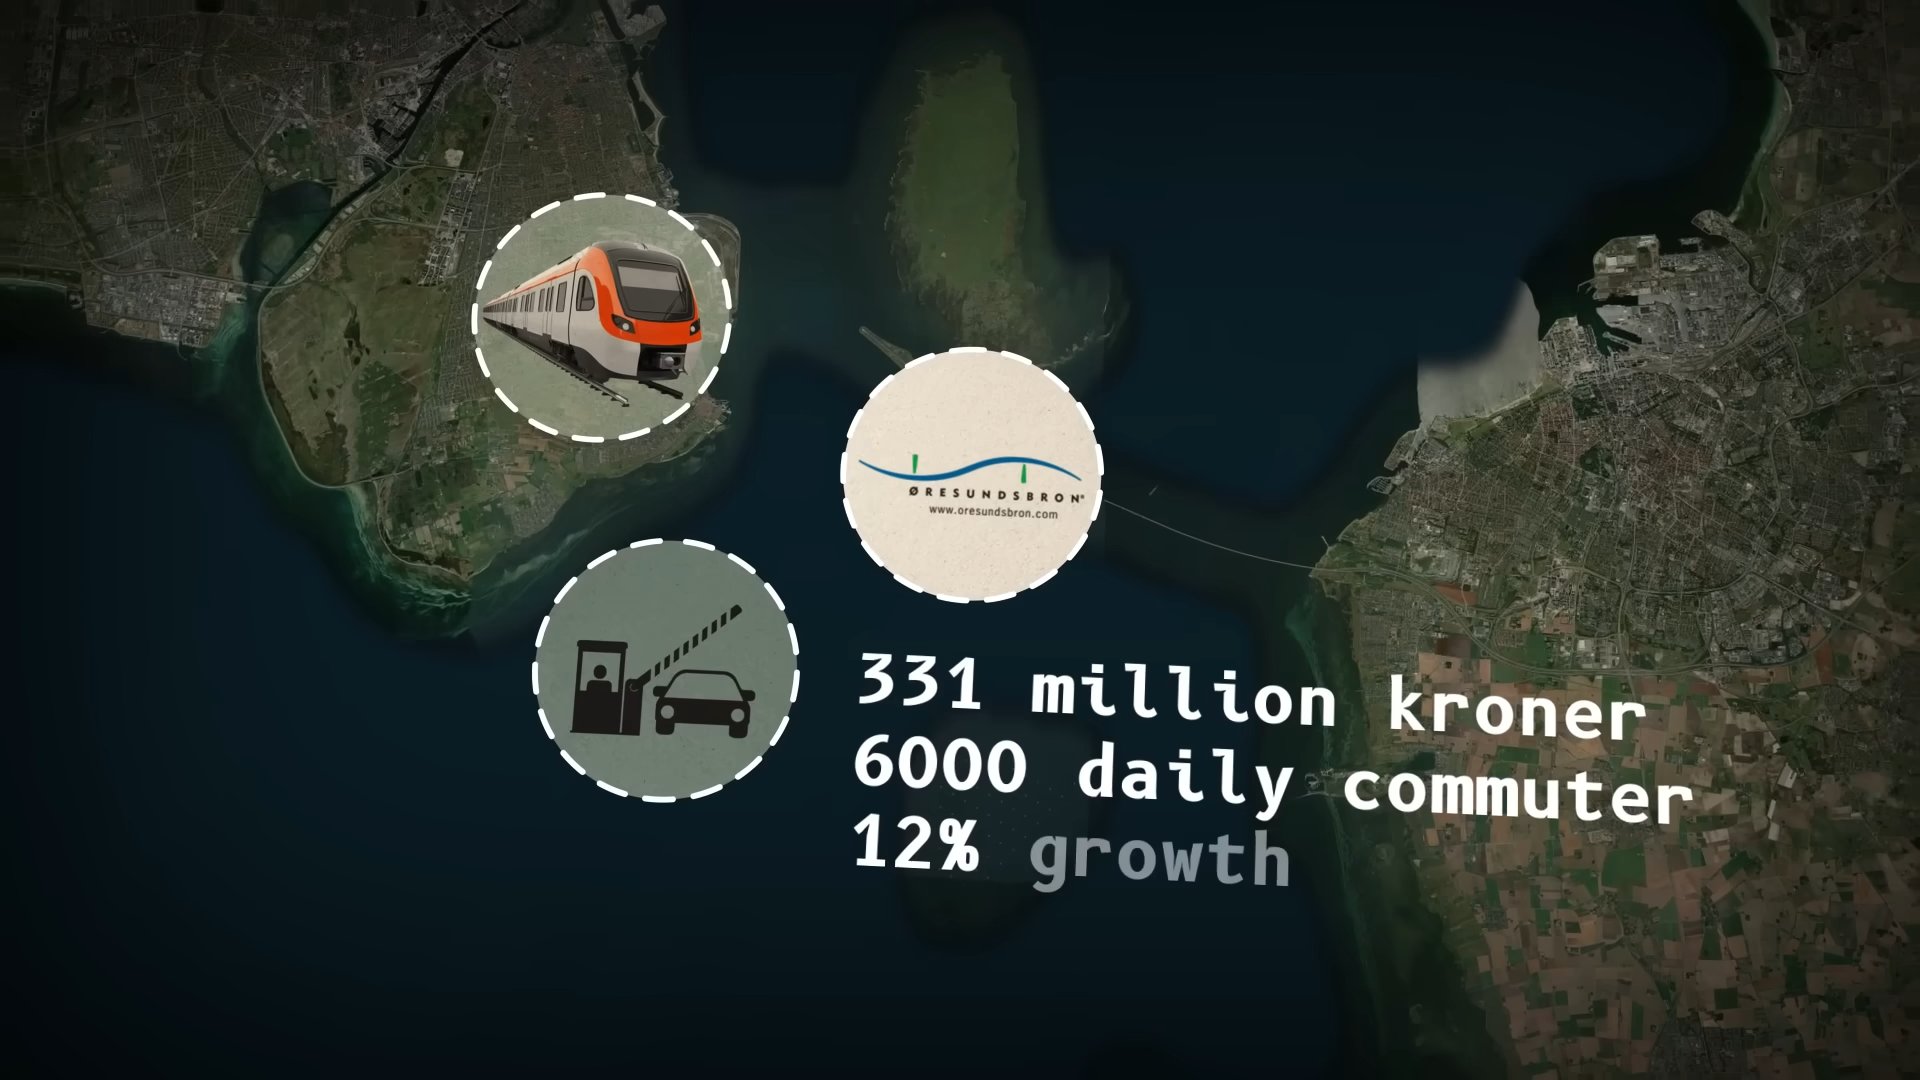 ØRESUNDSBRON®
www.oresundsbron.com
331 million kroner
6000 daily commuter
12% growth